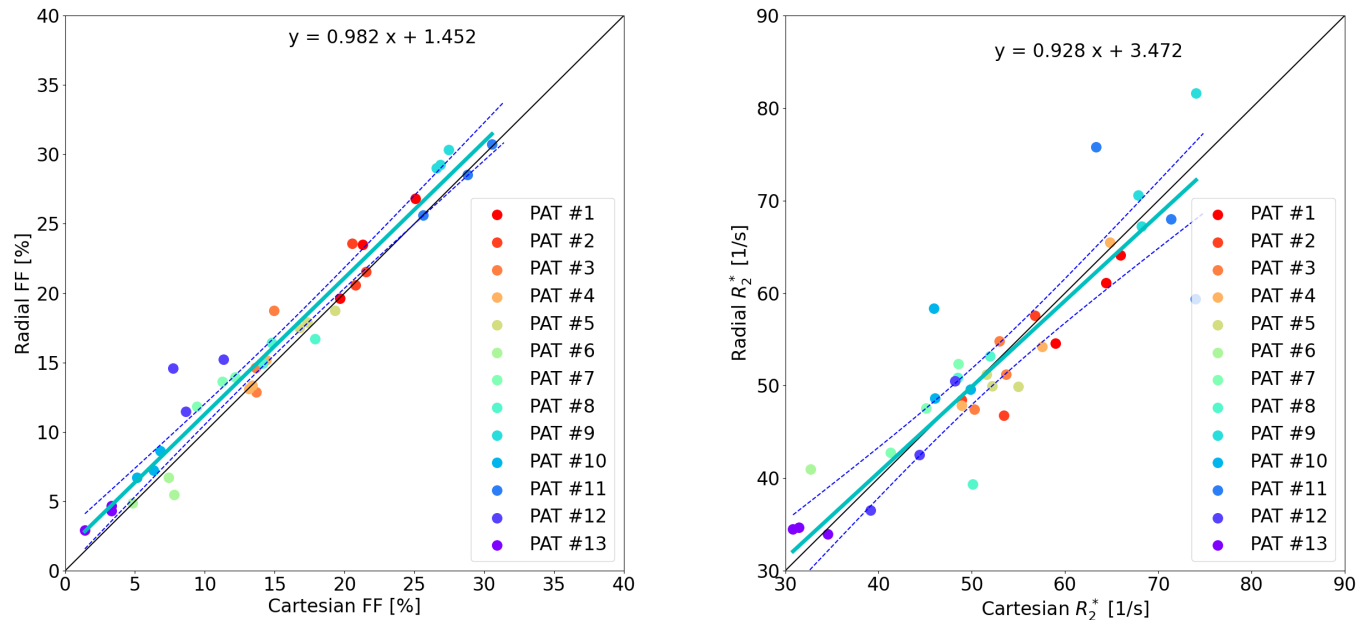 y = 0.982 x + 1.452
Radial FF [%]
40
35
30
25
20
15
10
5
0
0 5 10 15 20 25 30 35 40
Cartesian FF [%]
PAT #1
PAT #2
PAT #3
PAT #4
PAT #5
PAT #6
PAT #7
PAT #8
PAT #9
PAT #10
PAT #11
PAT #12
PAT #13
y = 0.928 x + 3.472
Radial R₂* [1/s]
90
80
70
60
50
40
30
30 40 50 60 70 80 90
Cartesian R₂* [1/s]
PAT #1
PAT #2
PAT #3
PAT #4
PAT #5
PAT #6
PAT #7
PAT #8
PAT #9
PAT #10
PAT #11
PAT #12
PAT #13